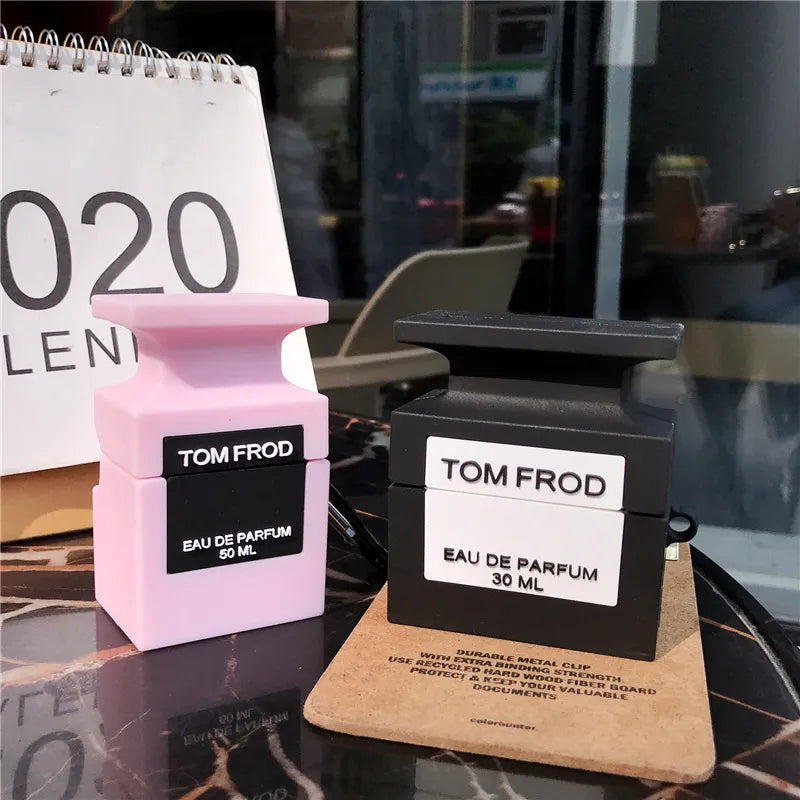 020
LEN
TOM FROD
EAU DE PARFUM
50 ML
TOM FROD
EAU DE PARFUM
30 ML
DURABLE METAL CLIP
WITH EXTRA BINDING STRENGTH
USE RECYCLED HARD WOOD FIBER BOARD
PROTECT & KEEP YOUR VALUABLE
DOCUMENTS
colorhunter